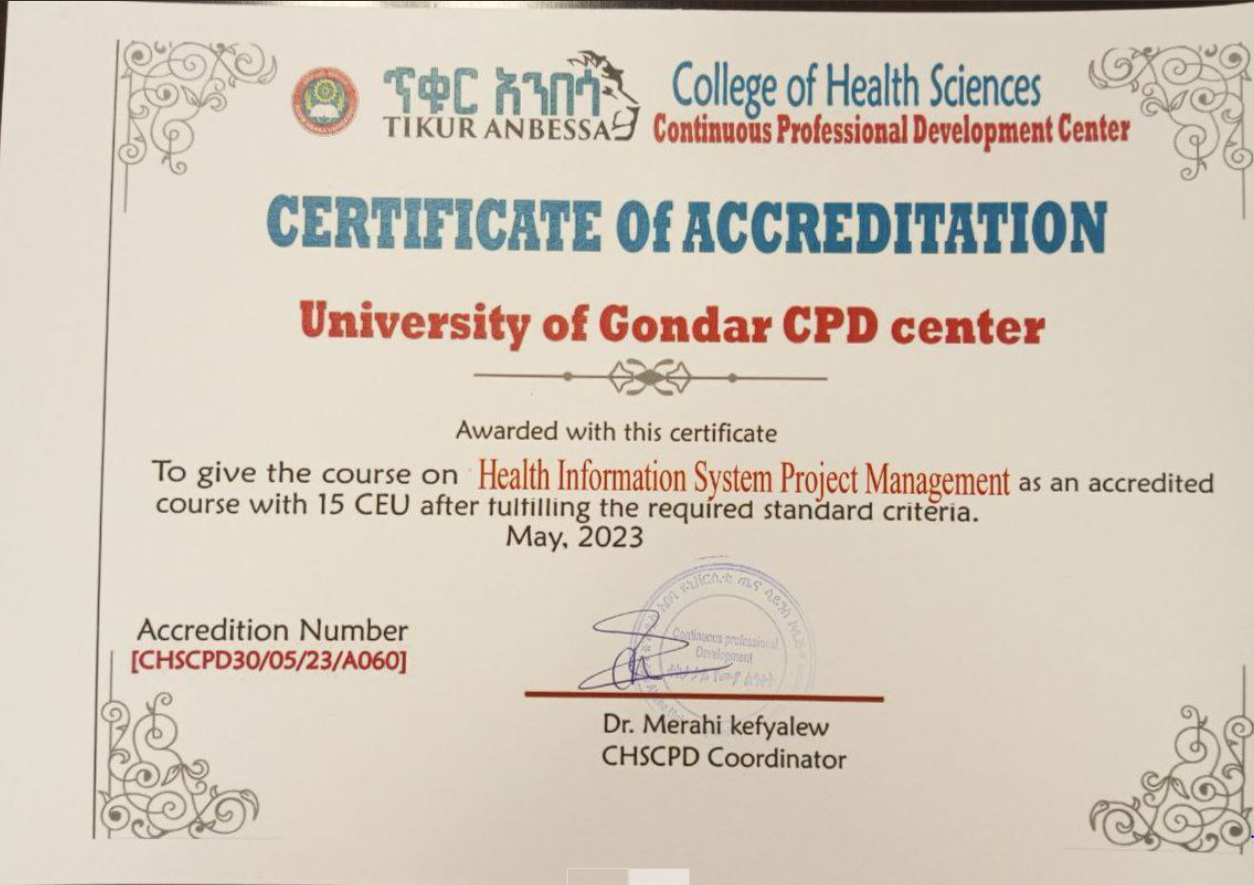 ጥቁር አንበሳ
TIKUR ANBESSA
College of Health Sciences
Continuous Professional Development Center
CERTIFICATE Of ACCREDITATION
University of Gondar CPD center
Awarded with this certificate
To give the course on Health Information System Project Management as an accredited
course with 15 CEU after fulfilling the required standard criteria.
May, 2023
Continuous professional
Development
Accredition Number
[CHSCPD30/05/23/A060]
Dr. Merahi kefyalew
CHSCPD Coordinator